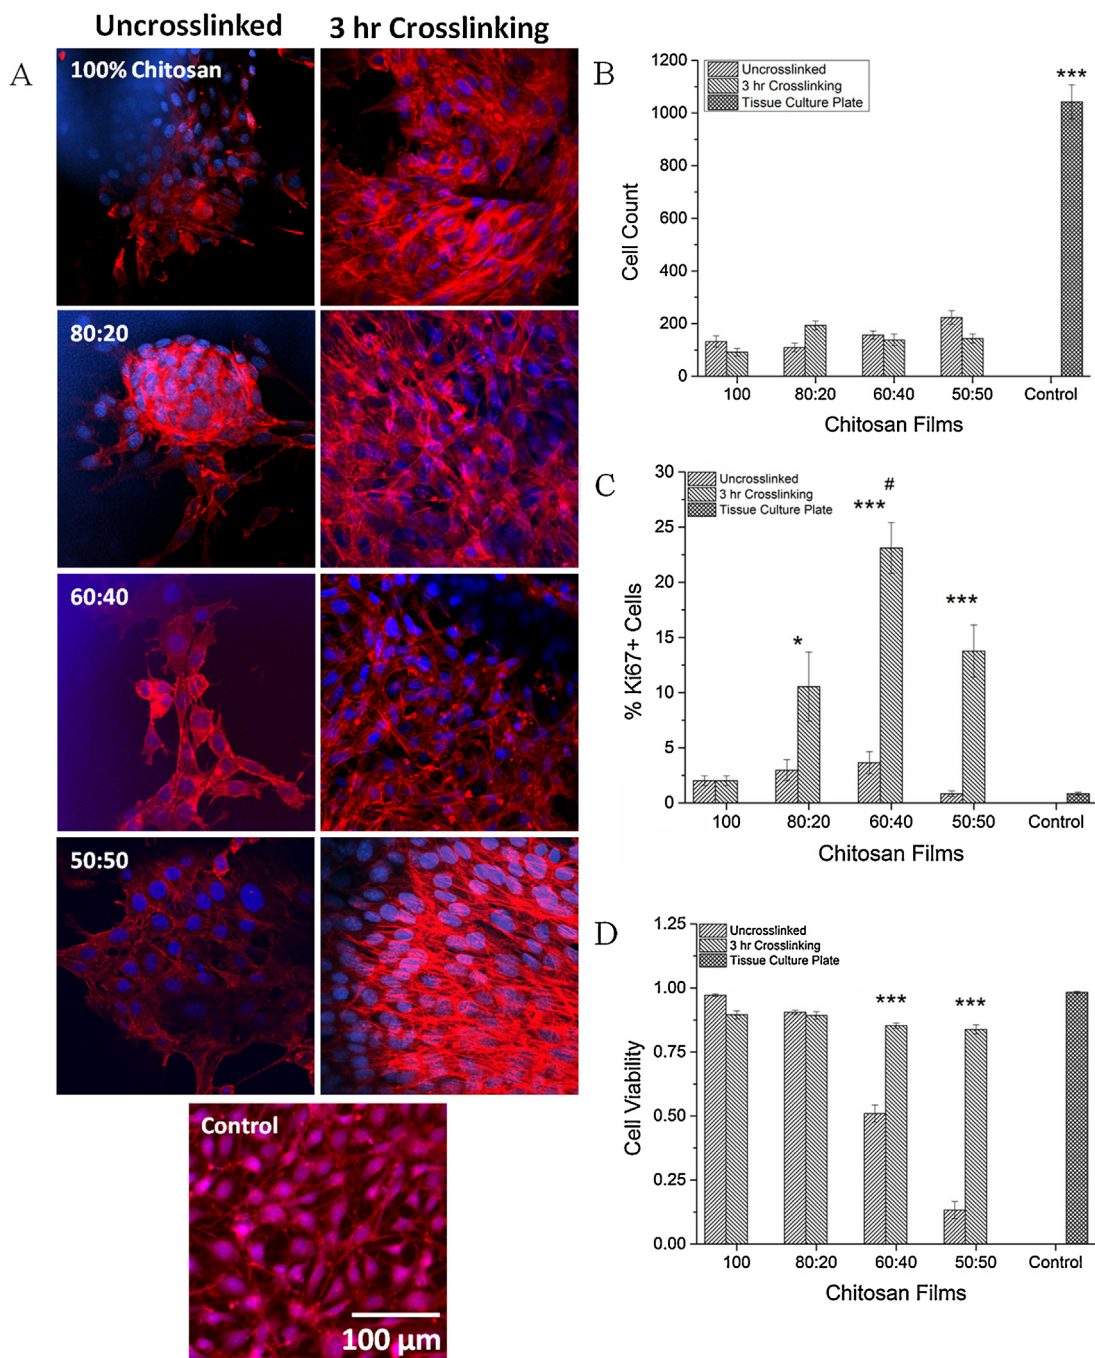 Uncrosslinked 3 hr Crosslinking
A
100% Chitosan
80:20
60:40
50:50
Control
100 µm
B
1200
1000
800
600
400
200
0
Cell Count
Uncrosslinked
3 hr Crosslinking
Tissue Culture Plate
***
100 80:20 60:40 50:50 Control
Chitosan Films
C
30
25
20
15
10
5
0
% Ki67+ Cells
Uncrosslinked
3 hr Crosslinking
Tissue Culture Plate
*
***
#
***
100 80:20 60:40 50:50 Control
Chitosan Films
D
1.25
1.00
0.75
0.50
0.25
0.00
Cell Viability
Uncrosslinked
3 hr Crosslinking
Tissue Culture Plate
***
***
100 80:20 60:40 50:50 Control
Chitosan Films